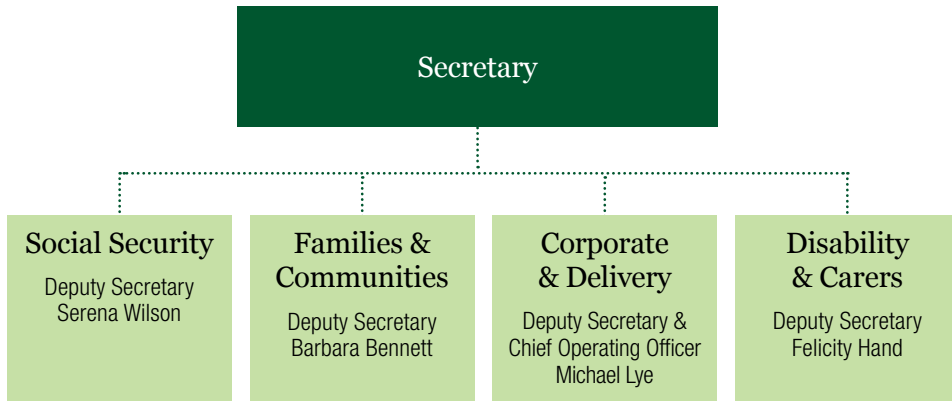 Secretary
Social Security
Deputy Secretary
Serena Wilson
Families &
Communities
Deputy Secretary
Barbara Bennett
Corporate
& Delivery
Deputy Secretary &
Chief Operating Officer
Michael Lye
Disability
& Carers
Deputy Secretary
Felicity Hand